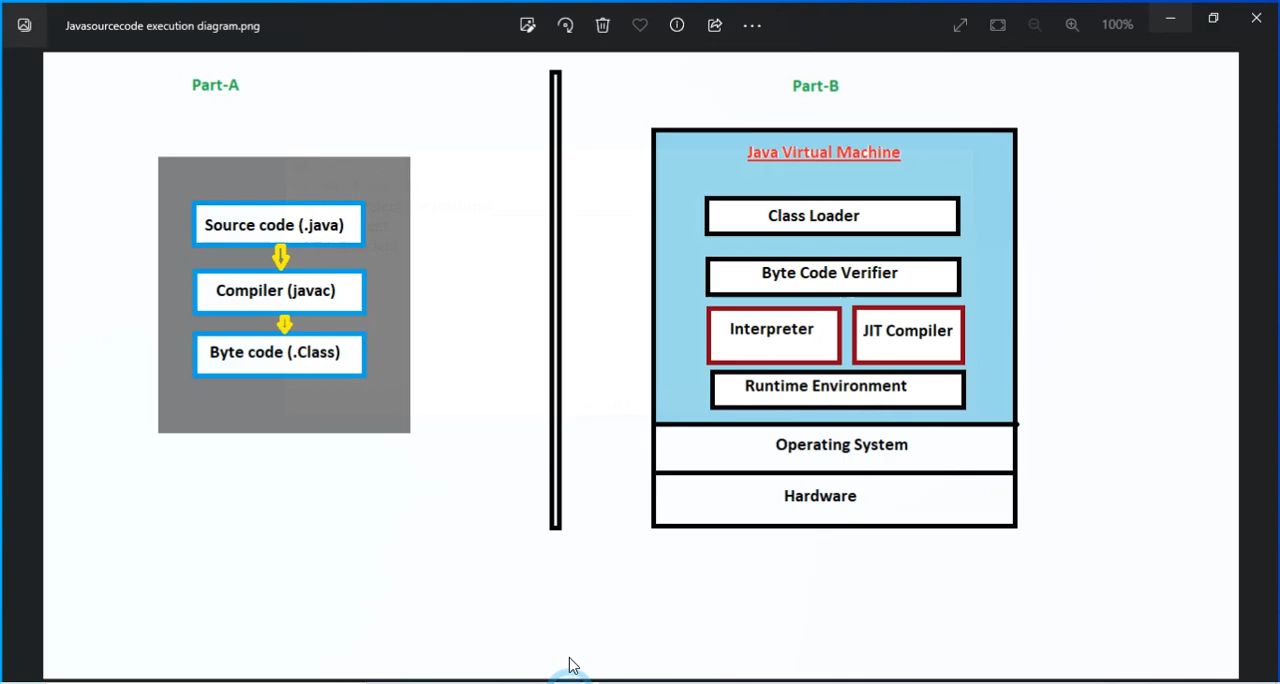 Javasourcecode execution diagram.png
100%
Part-A
Part-B
Source code (.java)
Compiler (javac)
Byte code (.Class)
Java Virtual Machine
Class Loader
Byte Code Verifier
Interpreter
JIT Compiler
Runtime Environment
Operating System
Hardware